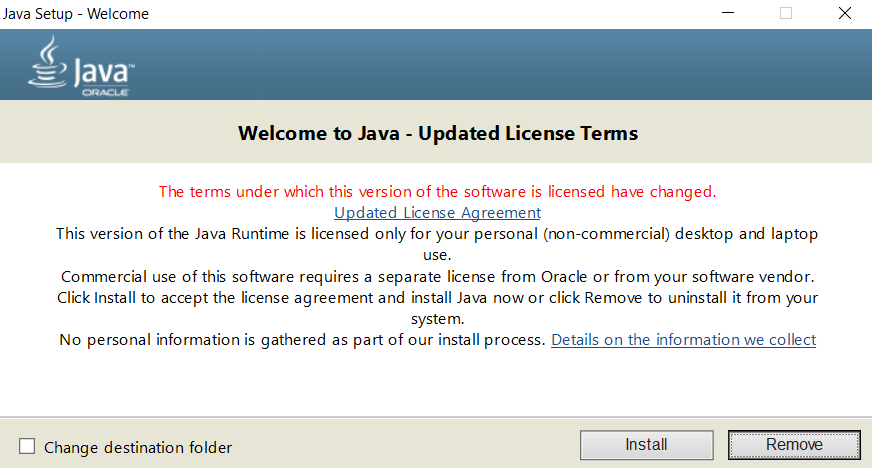 Java Setup - Welcome
Java™
ORACLE®
Welcome to Java - Updated License Terms
The terms under which this version of the software is licensed have changed.
Updated License Agreement
This version of the Java Runtime is licensed only for your personal (non-commercial) desktop and laptop
use.
Commercial use of this software requires a separate license from Oracle or from your software vendor.
Click Install to accept the license agreement and install Java now or click Remove to uninstall it from your
system.
No personal information is gathered as part of our install process. Details on the information we collect
Change destination folder
Install
Remove